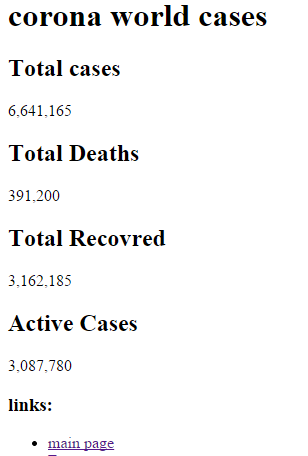 corona world cases
Total cases
6,641,165
Total Deaths
391,200
Total Recovred
3,162,185
Active Cases
3,087,780
links:
main page